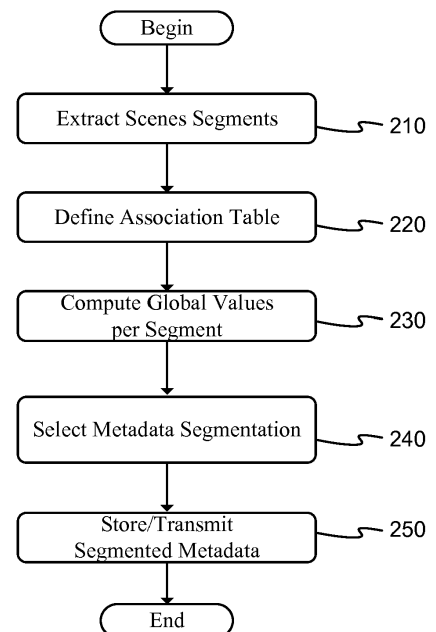 Begin
Extract Scenes Segments
210
Define Association Table
220
Compute Global Values
per Segment
230
Select Metadata Segmentation
240
Store/Transmit
Segmented Metadata
250
End